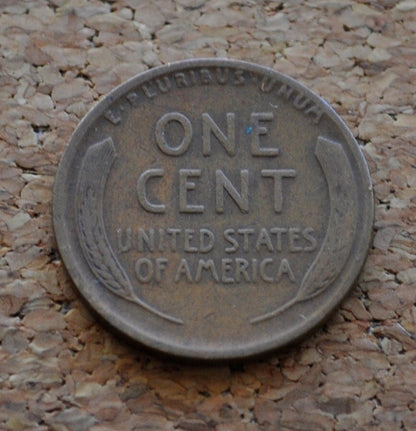 E·PLURIBUS·UNUM
ONE
CENT
UNITED STATES
OF AMERICA